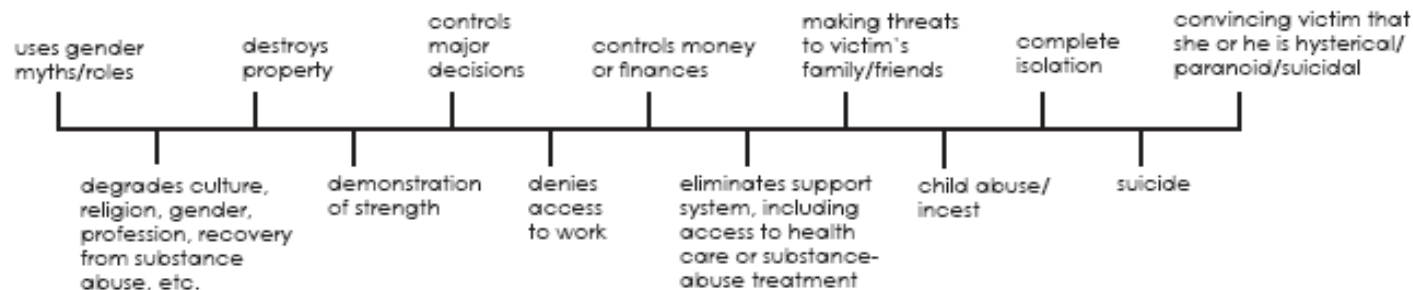 uses gender
myths/roles
destroys
property
controls
major
decisions
controls money
or finances
making threats
to victim's
family/friends
complete
isolation
convincing victim that
she or he is hysterical/
paranoid/suicidal
degrades culture,
religion, gender,
profession, recovery
from substance
abuse, etc.
demonstration
of strength
denies
access
to work
eliminates support
system, including
access to health
care or substance-
abuse treatment
child abuse/
incest
suicide